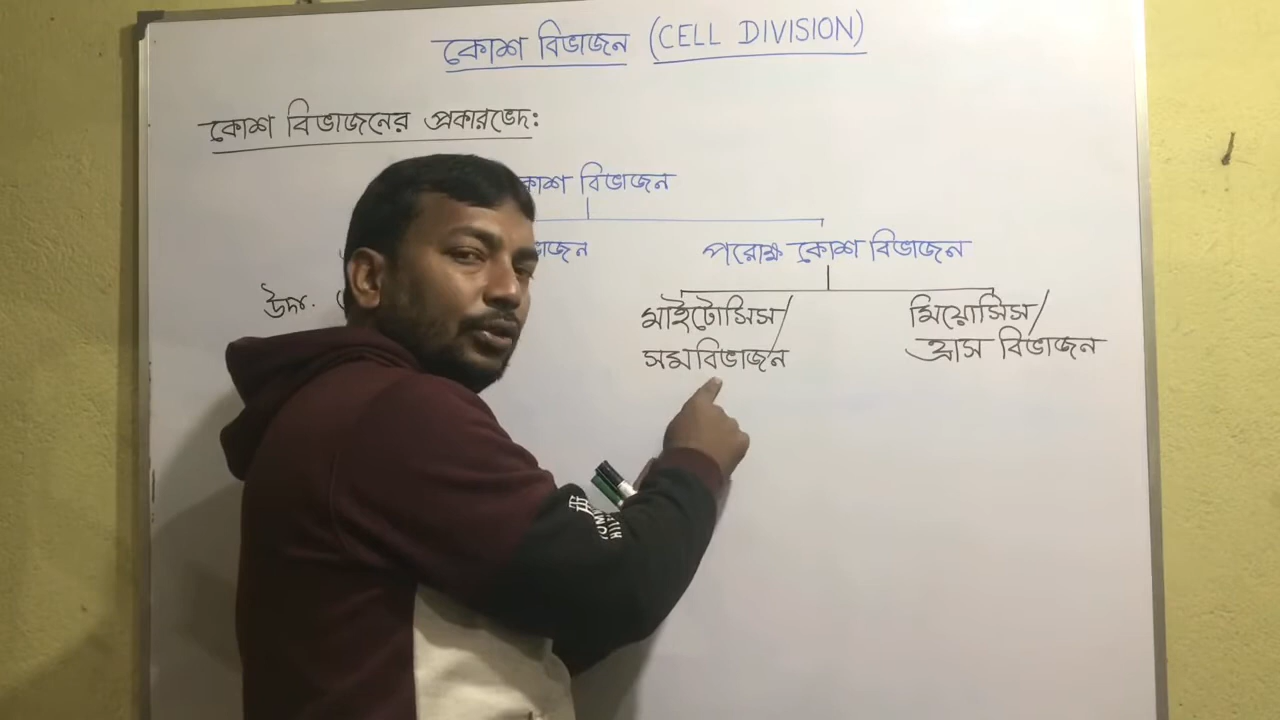 কোশ বিভাজন (CELL DIVISION)
কোশ বিভাজনের প্রকারভেদ:
কোশ বিভাজন
ভাজন
পরোক্ষ কোশ বিভাজন
উদা.
মাইটোসিস/
সমবিভাজন
মিয়োসিস/
হ্রাস বিভাজন